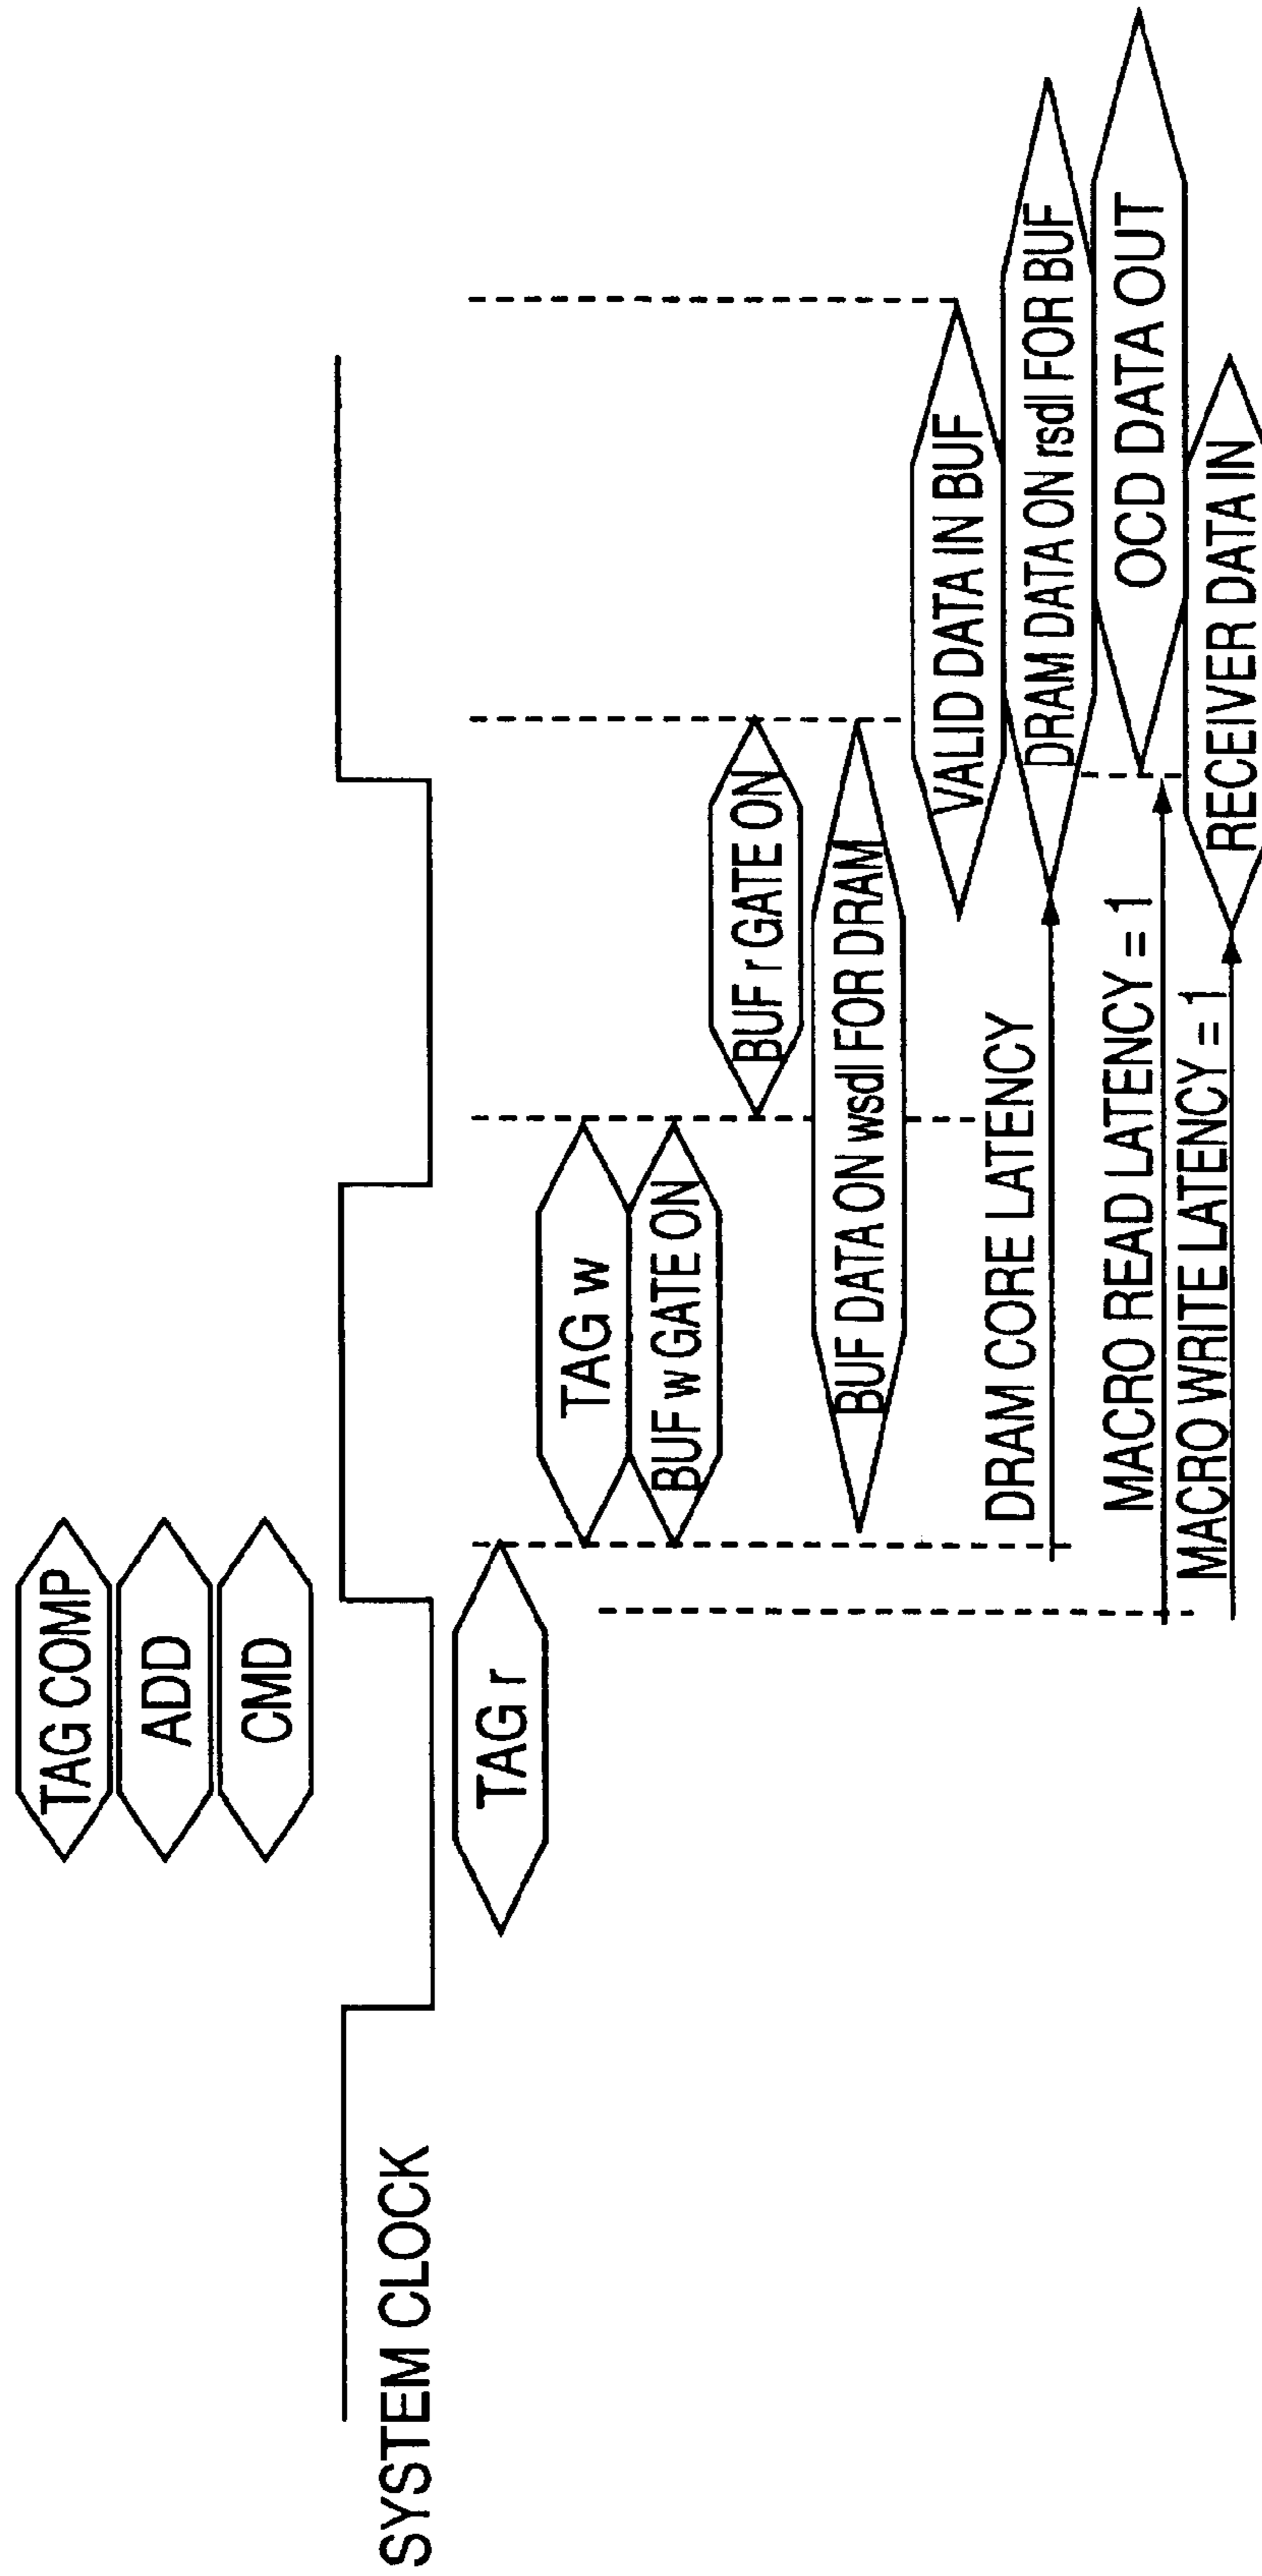 TAG COMP
ADD
CMD
SYSTEM CLOCK
TAG r
TAG w
BUF w GATE ON
BUF r GATE ON
BUF DATA ON wsdl FOR DRAM
VALID DATA IN BUF
DRAM CORE LATENCY
DRAM DATA ON rsdl FOR BUF
MACRO READ LATENCY = 1
OCD DATA OUT
MACRO WRITE LATENCY = 1
RECEIVER DATA IN